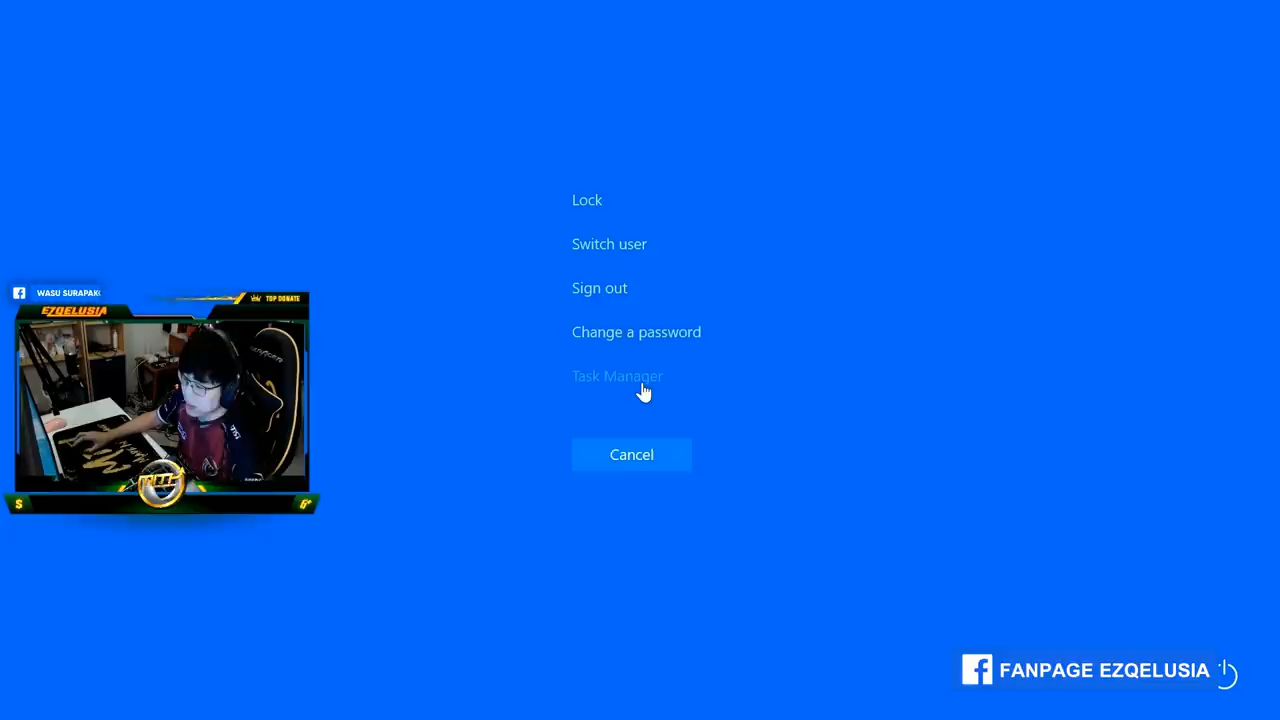 Lock
Switch user
Sign out
Change a password
Task Manager
Cancel
WASU SURAPAK
TOP DONATE
EZQELUSIA
$
FANPAGE EZQELUSIA